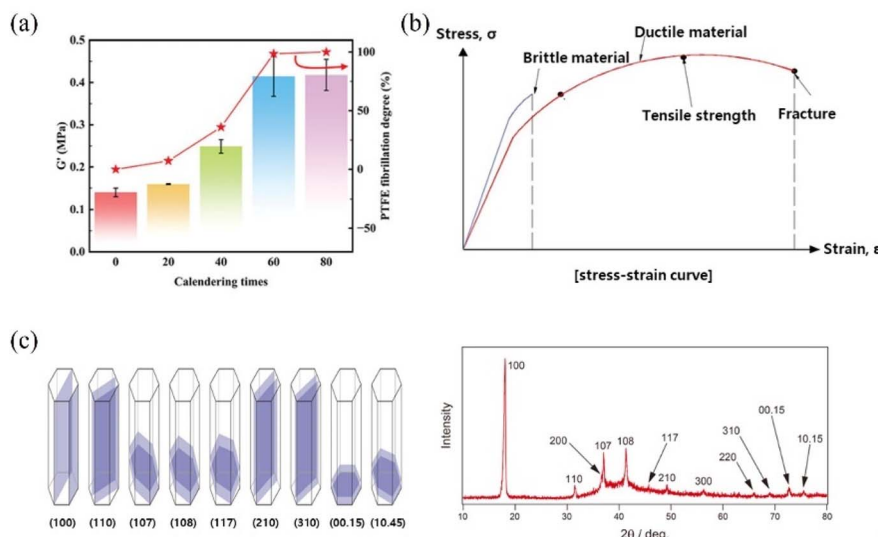 (a)
0.5
0.4
0.3
0.2
0.1
0.0
G' (MPa)
100
50
0
−50
PTFE fibrillation degree (%)
0 20 40 60 80
Calendering times
(b)
Stress, σ
Ductile material
Brittle material
Tensile strength
Fracture
Strain, ε
[stress-strain curve]
(c)
(100) (110) (107) (108) (117) (210) (310) (00.15) (10.45)
Intensity
100
110
200
107
108
117
210
300
220
310
00.15
10.15
10 20 30 40 50 60 70 80
2θ / deg.